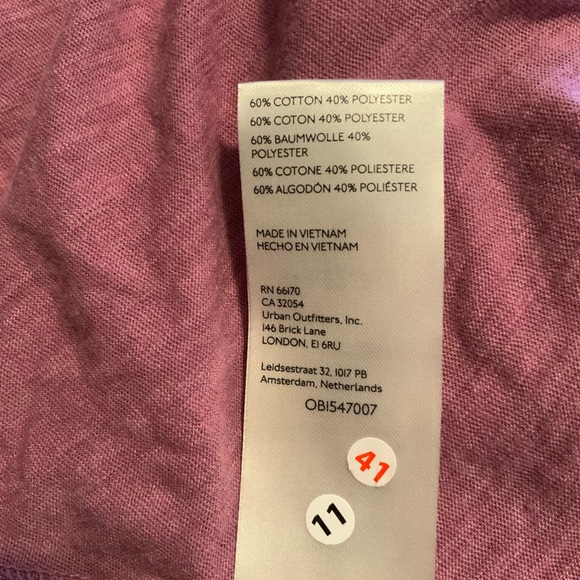 60% COTTON 40% POLYESTER
60% COTON 40% POLYESTER
60% BAUMWOLLE 40%
POLYESTER
60% COTONE 40% POLIESTERE
60% ALGODÓN 40% POLIÉSTER
MADE IN VIETNAM
HECHO EN VIETNAM
RN 66170
CA 32054
Urban Outfitters, Inc.
146 Brick Lane
LONDON, E1 6RU
Leidsestraat 32, 1017 PB
Amsterdam, Netherlands
OB1547007
41
11